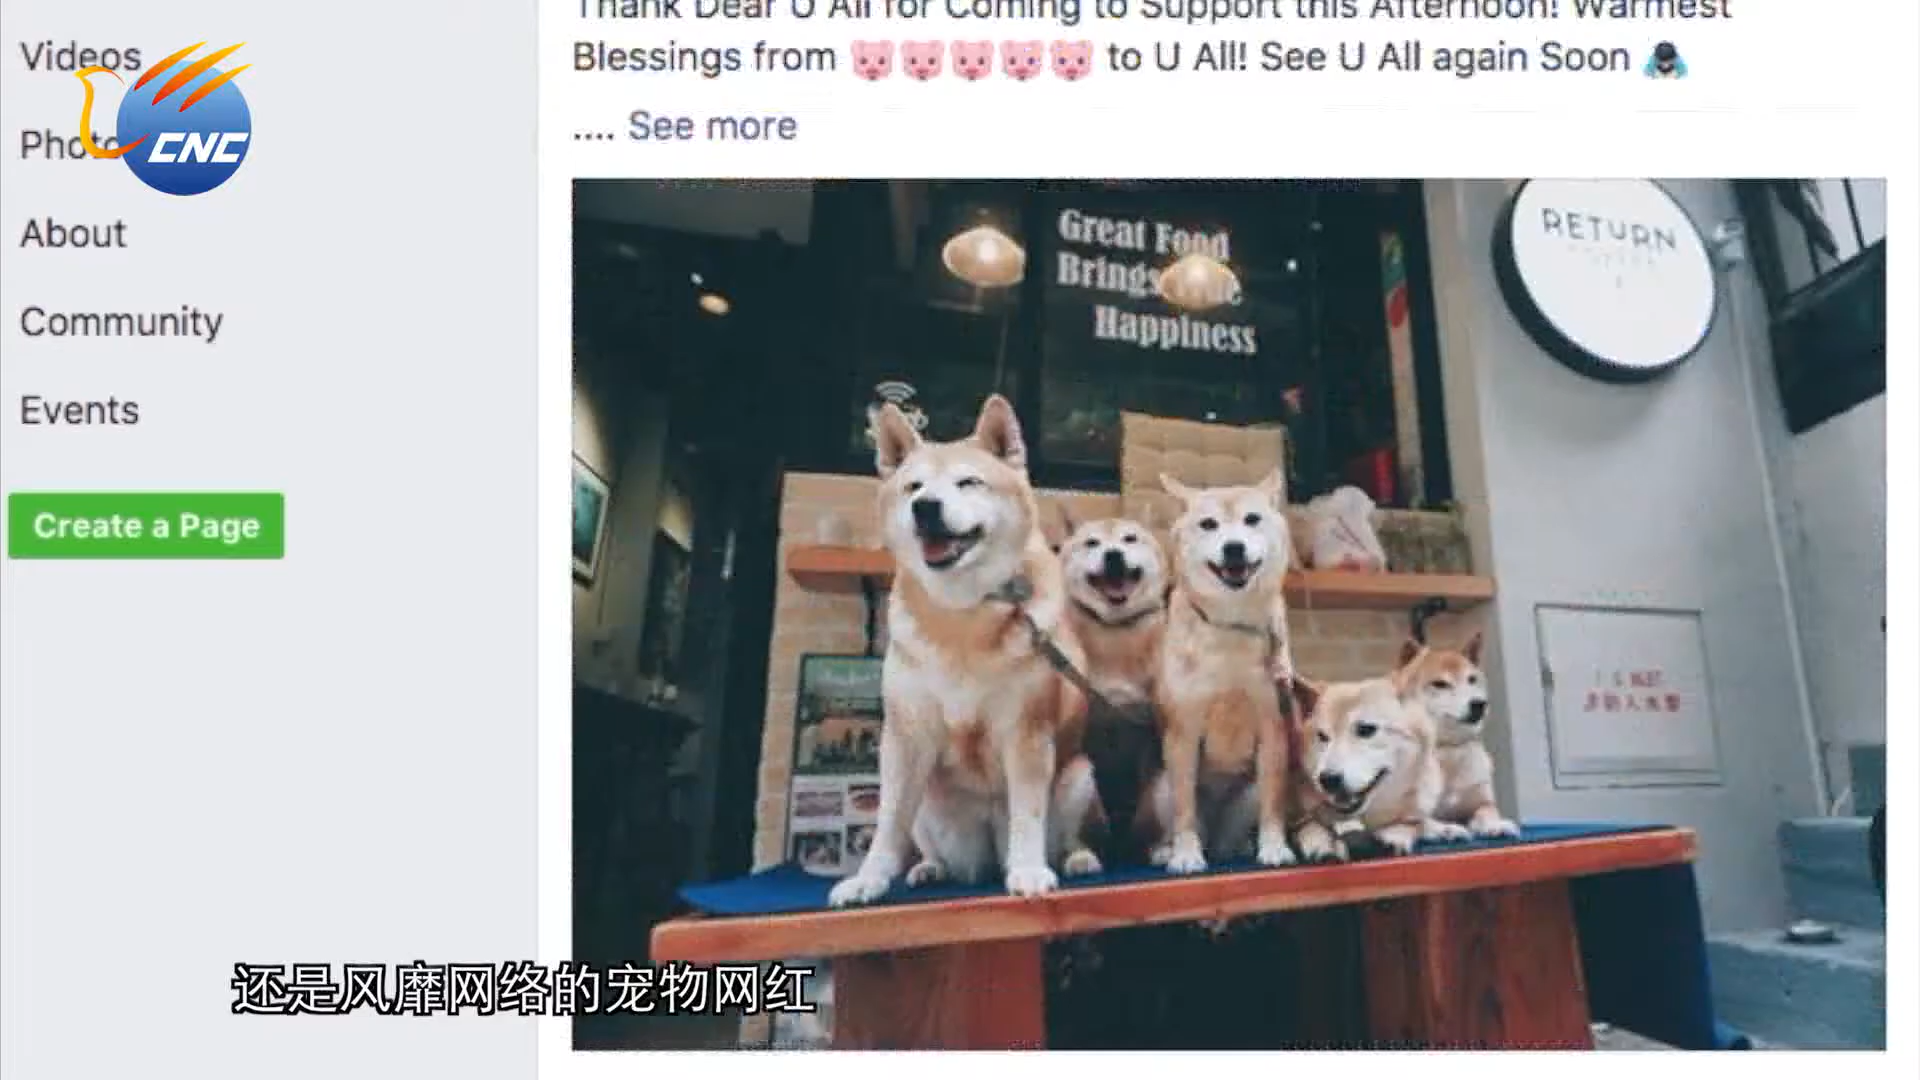 Thank Dear U All for Coming to Support this Afternoon! Warmest
Blessings from 🐷🐷🐷🐷🐷 to U All! See U All again Soon
.... See more
Videos
Photo
About
Community
Events
Create a Page
CNC
Great Food
Brings
Happiness
RETURN
还是风靡网络的宠物网红